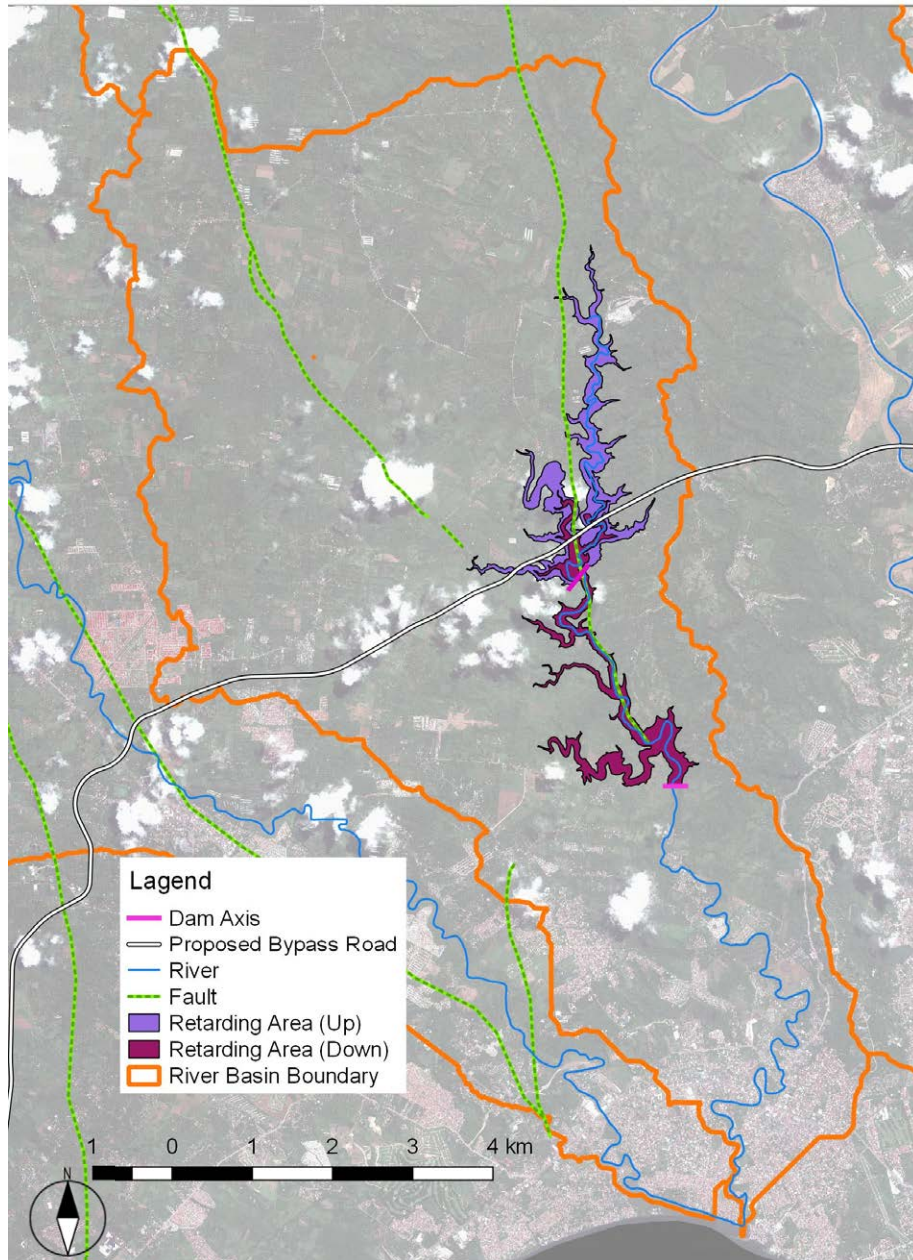 Lagend
Dam Axis
Proposed Bypass Road
River
Fault
Retarding Area (Up)
Retarding Area (Down)
River Basin Boundary
1 0 1 2 3 4 km
N